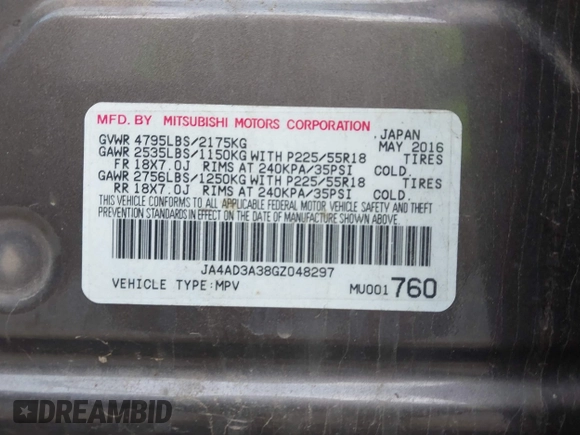 MFD. BY MITSUBISHI MOTORS CORPORATION
, JAPAN
GVWR 4795LBS/2175KG MAY 2016
GAWR 2535LBS/1150KG WITH P225/55R18 TIRES
FR 18X7.0J RIMS AT 240KPA/35PSI COLD.
GAWR 2756LBS/1250KG WITH P225/55R18 TIRES
RR 18X7.0J RIMS AT 240KPA/35PSI COLD.
THIS VEHICLE CONFORMS TO ALL APPLICABLE FEDERAL MOTOR VEHICLE SAFETY AND THEFT
PREVENTION STANDARDS IN EFFECT ON THE DATE OF MANUFACTURE SHOWN ABOVE.
JA4AD3A38GZ048297
VEHICLE TYPE:MPV MU001 760
DREAMBID